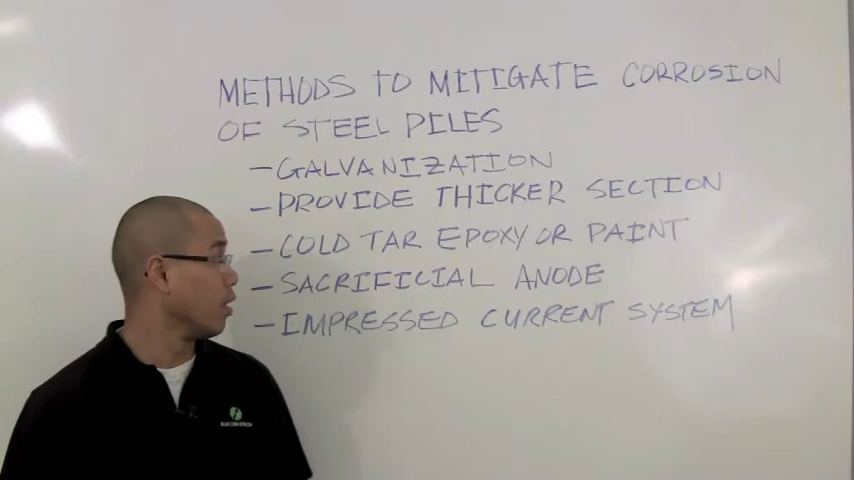 METHODS TO MITIGATE CORROSION
OF STEEL PILES
- GALVANIZATION
- PROVIDE THICKER SECTION
- COLD TAR EPOXY OR PAINT
- SACRIFICIAL ANODE
- IMPRESSED CURRENT SYSTEM